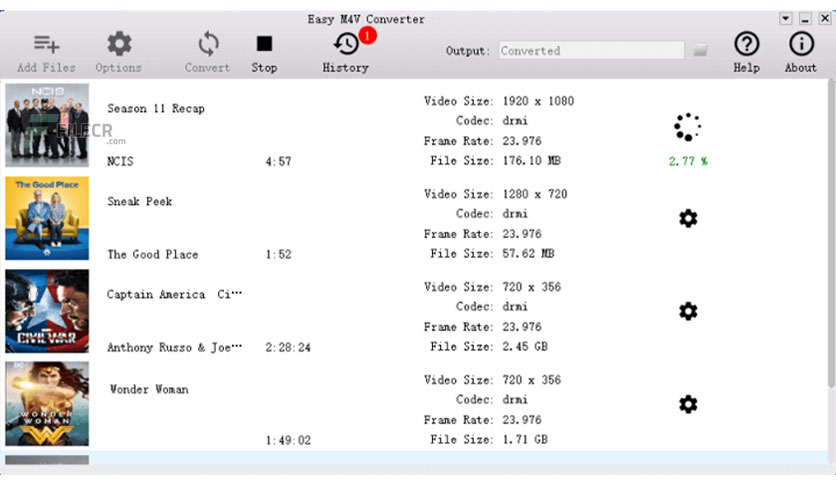 Easy M4V Converter
1
Add Files Options Convert Stop History Output: Converted Help About
NCIS
Season 11 Recap
FILECR
.com
NCIS 4:57
Video Size: 1920 x 1080
Codec: drmi
Frame Rate: 23.976
File Size: 176.10 MB
2.77 %
The Good Place
Sneak Peek
The Good Place 1:52
Video Size: 1280 x 720
Codec: drmi
Frame Rate: 23.976
File Size: 57.62 MB
CIVIL WAR
Captain America Ci…
Anthony Russo & Joe… 2:28:24
Video Size: 720 x 356
Codec: drmi
Frame Rate: 23.976
File Size: 2.45 GB
WONDER
WOMAN
Wonder Woman
1:49:02
Video Size: 720 x 356
Codec: drmi
Frame Rate: 23.976
File Size: 1.71 GB